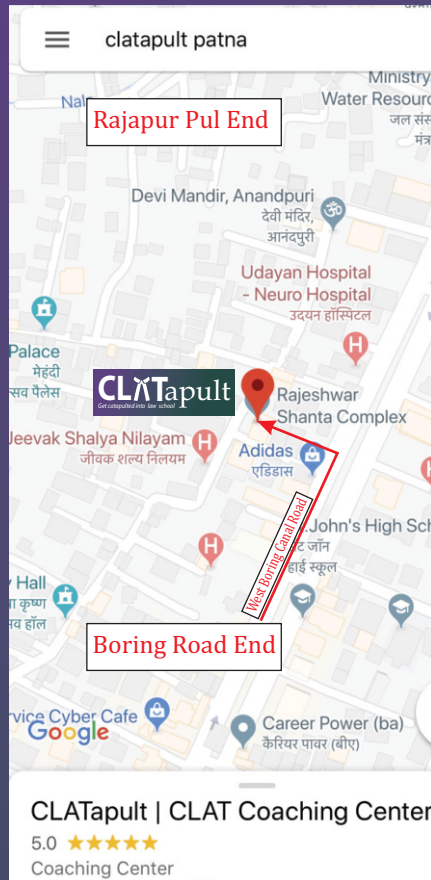 clatapult patna
Ministry
Water Resour
जल संस
मंत्र
Nal
Rajapur Pul End
Devi Mandir, Anandpuri
देवी मंदिर,
आनंदपुरी
Udayan Hospital
- Neuro Hospital
उदयन हॉस्पिटल
Palace
मेहंदी
सव पैलेस
CLATapult
Get catapulted into law school
Rajeshwar
Shanta Complex
Jeevak Shalya Nilayam
जीवक शल्य निलयम
Adidas
एडिडास
West Boring Canal Road
.John's High Sch
ट जॉन
हाई स्कूल
Hall
ा कृष्ण
सव हॉल
Boring Road End
rvice Cyber Cafe
Google
Career Power (ba)
कैरियर पावर (बीए)
CLATapult | CLAT Coaching Center
5.0
Coaching Center